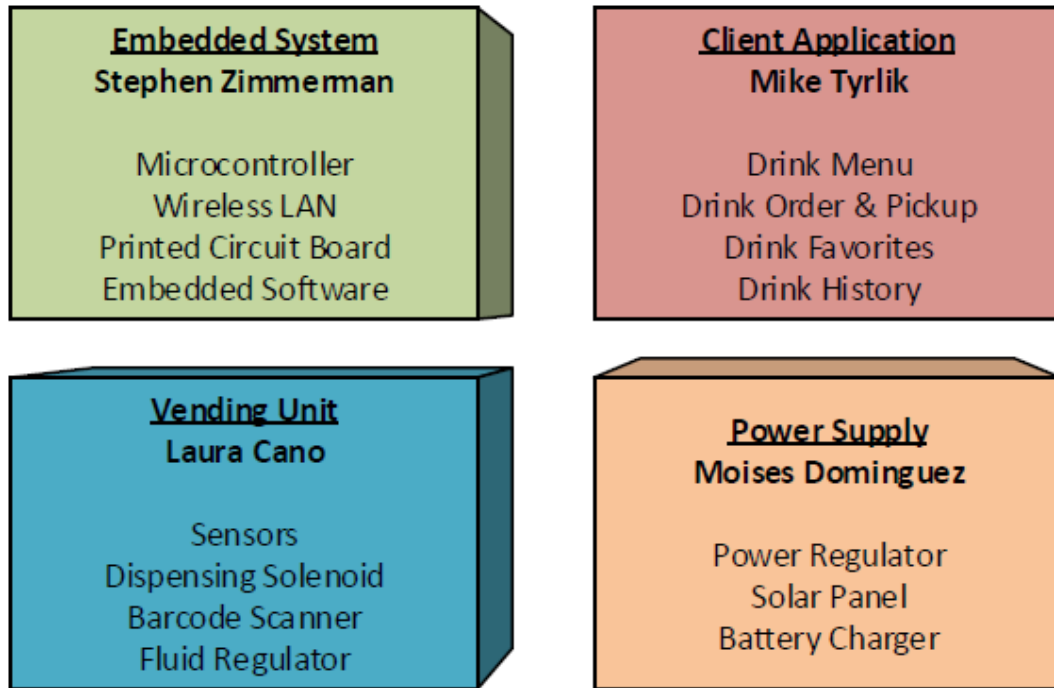 Embedded System
Stephen Zimmerman
Microcontroller
Wireless LAN
Printed Circuit Board
Embedded Software
Client Application
Mike Tyrlik
Drink Menu
Drink Order & Pickup
Drink Favorites
Drink History
Vending Unit
Laura Cano
Sensors
Dispensing Solenoid
Barcode Scanner
Fluid Regulator
Power Supply
Moises Dominguez
Power Regulator
Solar Panel
Battery Charger